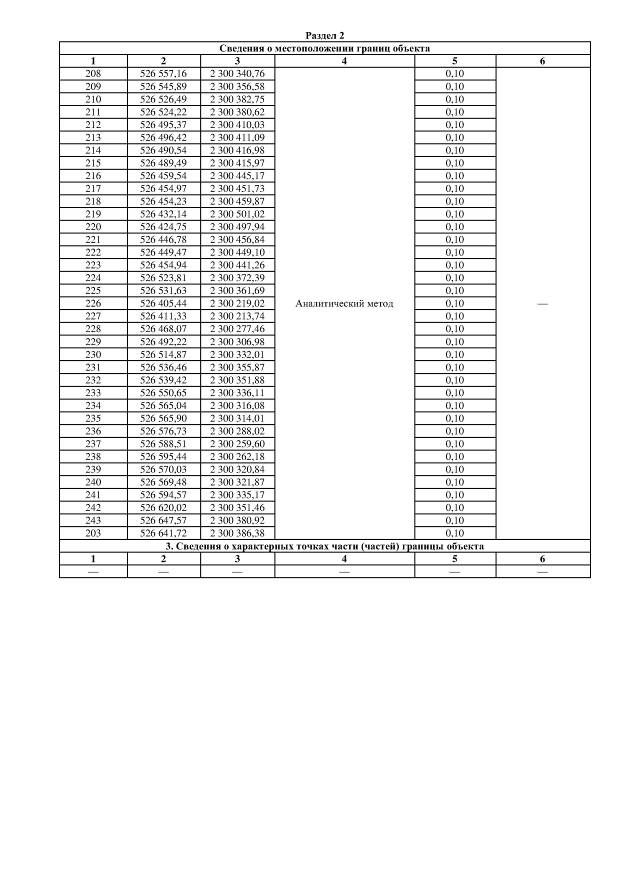 Раздел 2
Сведения о местоположении границ объекта
1 2 3 4 5 6
208 526 557,16 2 300 340,76 0,10
209 526 545,89 2 300 356,58 0,10
210 526 526,49 2 300 382,75 0,10
211 526 524,22 2 300 380,62 0,10
212 526 495,37 2 300 410,03 0,10
213 526 496,42 2 300 411,09 0,10
214 526 490,54 2 300 416,98 0,10
215 526 489,49 2 300 415,97 0,10
216 526 459,54 2 300 445,17 0,10
217 526 454,97 2 300 451,73 0,10
218 526 454,23 2 300 459,87 0,10
219 526 432,14 2 300 501,02 0,10
220 526 424,75 2 300 497,94 0,10
221 526 446,78 2 300 456,84 0,10
222 526 449,47 2 300 449,10 0,10
223 526 454,94 2 300 441,26 0,10
224 526 523,81 2 300 372,39 0,10
225 526 531,63 2 300 361,69 0,10
226 526 405,44 2 300 219,02 Аналитический метод 0,10 —
227 526 411,33 2 300 213,74 0,10
228 526 468,07 2 300 277,46 0,10
229 526 492,22 2 300 306,98 0,10
230 526 514,87 2 300 332,01 0,10
231 526 536,46 2 300 355,87 0,10
232 526 539,42 2 300 351,88 0,10
233 526 550,65 2 300 336,11 0,10
234 526 565,04 2 300 316,08 0,10
235 526 565,90 2 300 314,01 0,10
236 526 576,73 2 300 288,02 0,10
237 526 588,51 2 300 259,60 0,10
238 526 595,44 2 300 262,18 0,10
239 526 570,03 2 300 320,84 0,10
240 526 569,48 2 300 321,87 0,10
241 526 594,57 2 300 335,17 0,10
242 526 620,02 2 300 351,46 0,10
243 526 647,57 2 300 380,92 0,10
203 526 641,72 2 300 386,38 0,10
3. Сведения о характерных точках части (частей) границы объекта
1 2 3 4 5 6
— — — — — —